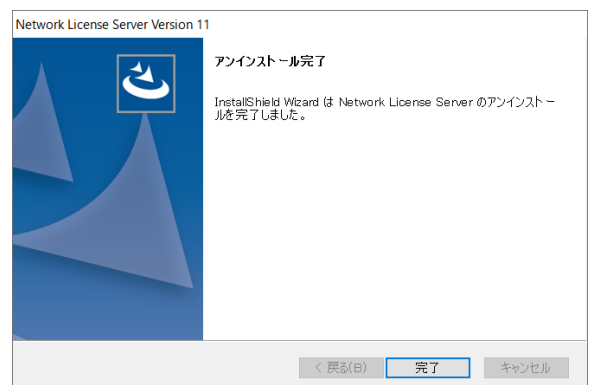 Network License Server Version 11
アンインストール完了
InstallShield Wizard は Network License Server のアンインストー
ルを完了しました。
< 戻る(B)
完了
キャンセル